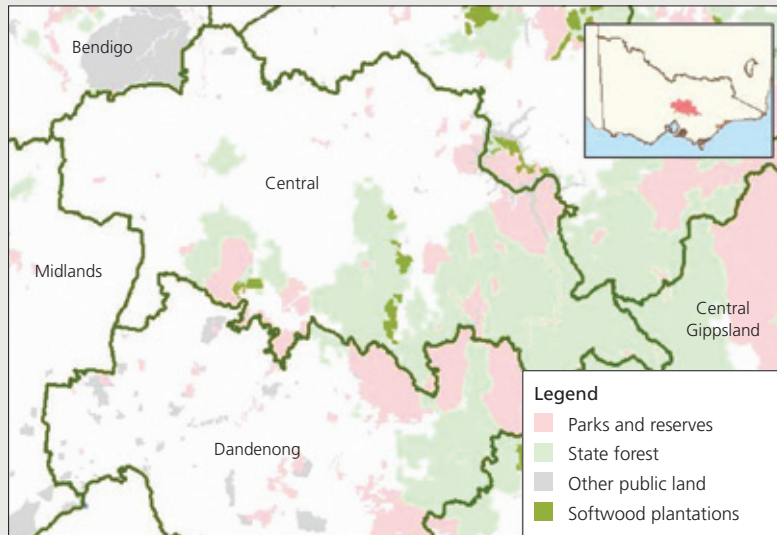 Bendigo
Central
Midlands
Central
Gippsland
Dandenong
Legend
Parks and reserves
State forest
Other public land
Softwood plantations